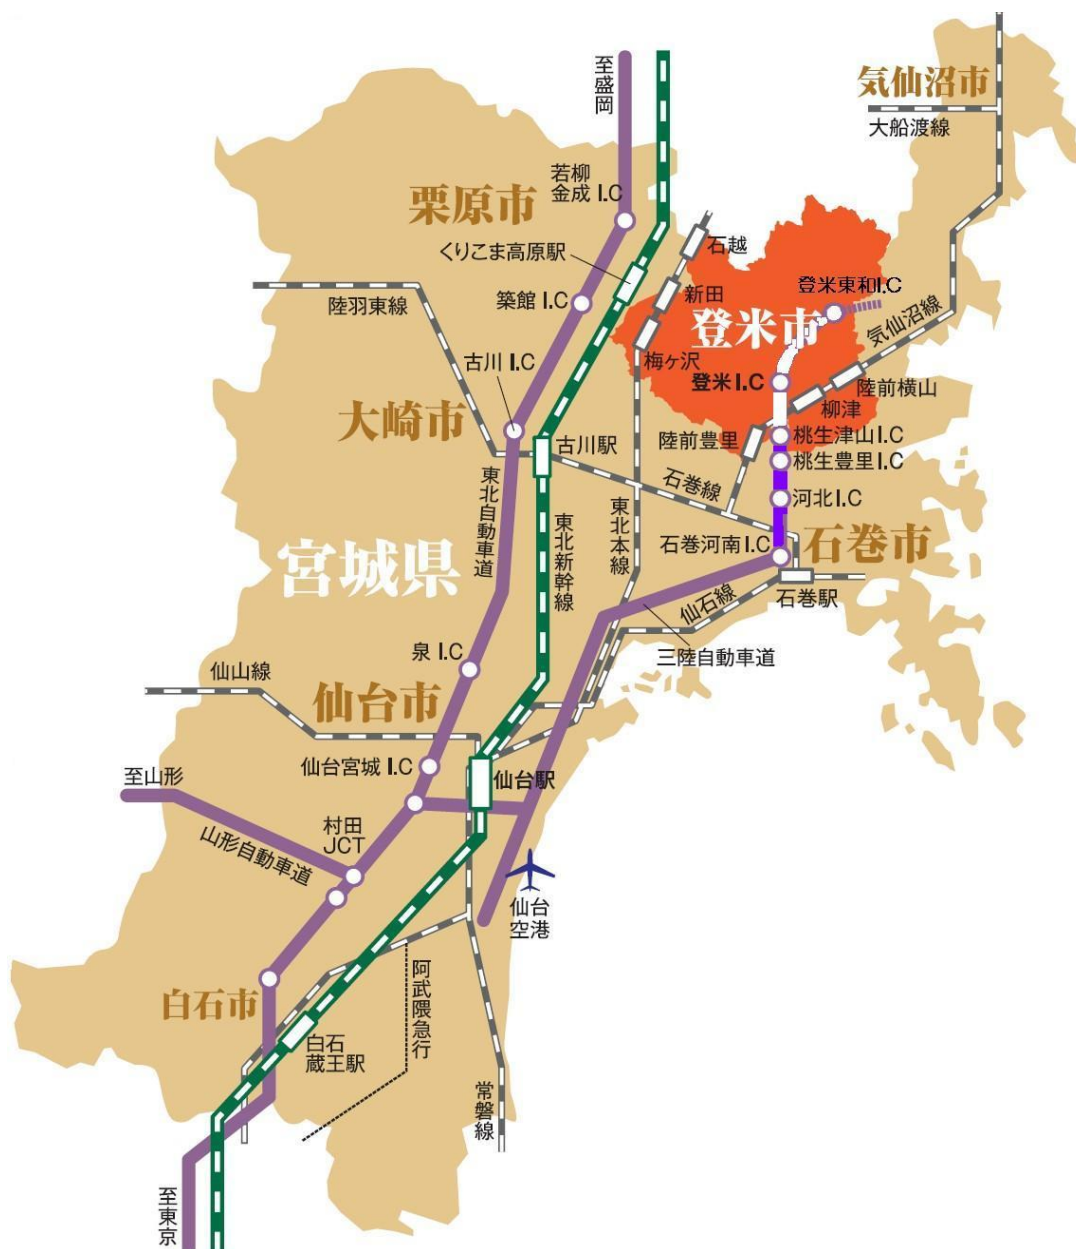 至盛岡
気仙沼市
大船渡線
若柳
金成 I.C
栗原市
くりこま高原駅
石越
築館 I.C
新田
登米東和I.C
陸羽東線
登米市
気仙沼線
梅ヶ沢
古川 I.C
登米I.C
陸前横山
大崎市
柳津
古川駅
陸前豊里
桃生津山I.C
桃生豊里I.C
石巻線
東北自動車道
河北I.C
東北本線
石巻河南I.C
石巻市
宮城県
東北新幹線
石巻駅
仙石線
泉 I.C
三陸自動車道
仙山線
仙台市
仙台宮城 I.C
仙台駅
至山形
村田
JCT
山形自動車道
仙台
空港
阿武隈急行
白石市
白石
蔵王駅
常磐線
至東京